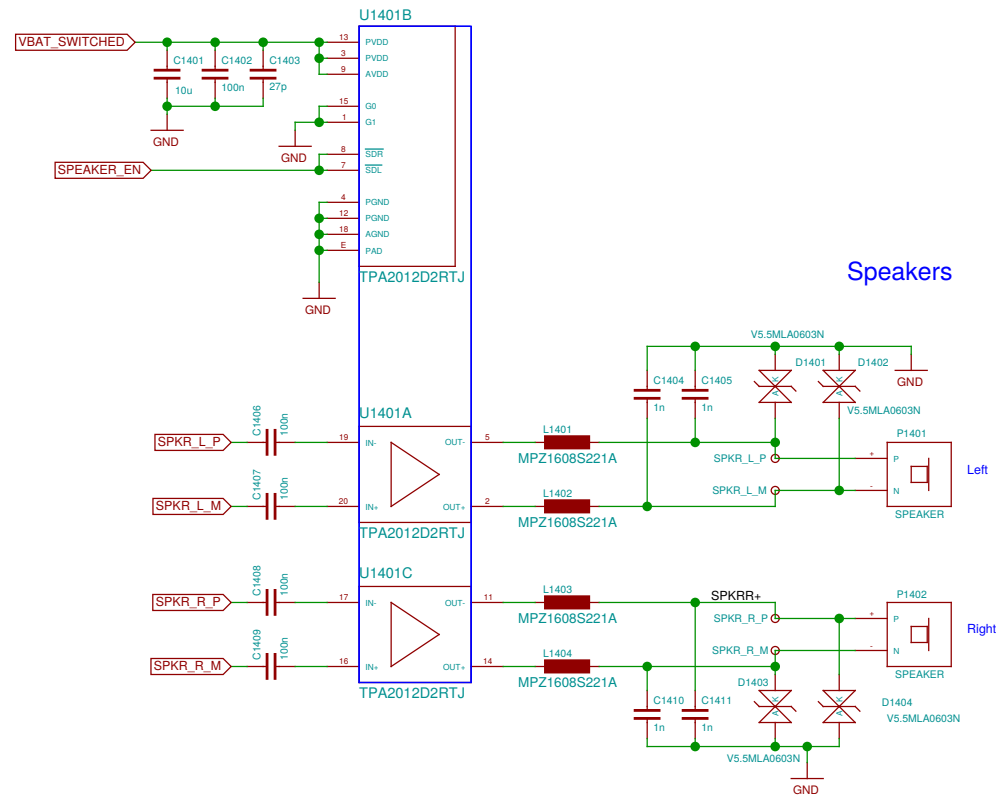 U1401B
VBAT_SWITCHED
13 PVDD
3 PVDD
9 AVDD
C1401 C1402 C1403
10u 100n 27p
15 G0
1 G1
GND
GND
8 SDR
7 SDL
SPEAKER_EN
4 PGND
12 PGND
18 AGND
E PAD
TPA2012D2RTJ
GND
Speakers
V5.5MLA0603N
D1401 D1402
C1404 C1405
1n 1n
A K
A K
GND
V5.5MLA0603N
U1401A
C1406
100n
SPKR_L_P
19 IN-
OUT- 5
L1401
MPZ1608S221A
SPKR_L_P
P1401
+ P
- N
Left
SPEAKER
C1407
100n
SPKR_L_M
20 IN+
OUT+ 2
L1402
MPZ1608S221A
SPKR_L_M
TPA2012D2RTJ
U1401C
C1408
100n
SPKR_R_P
17 IN-
OUT- 11
L1403
MPZ1608S221A
SPKRR+
SPKR_R_P
P1402
+ P
- N
Right
SPEAKER
C1409
100n
SPKR_R_M
16 IN+
OUT+ 14
L1404
MPZ1608S221A
SPKR_R_M
TPA2012D2RTJ
D1403
C1410 C1411
1n 1n
A K
A K
D1404
V5.5MLA0603N
V5.5MLA0603N
GND